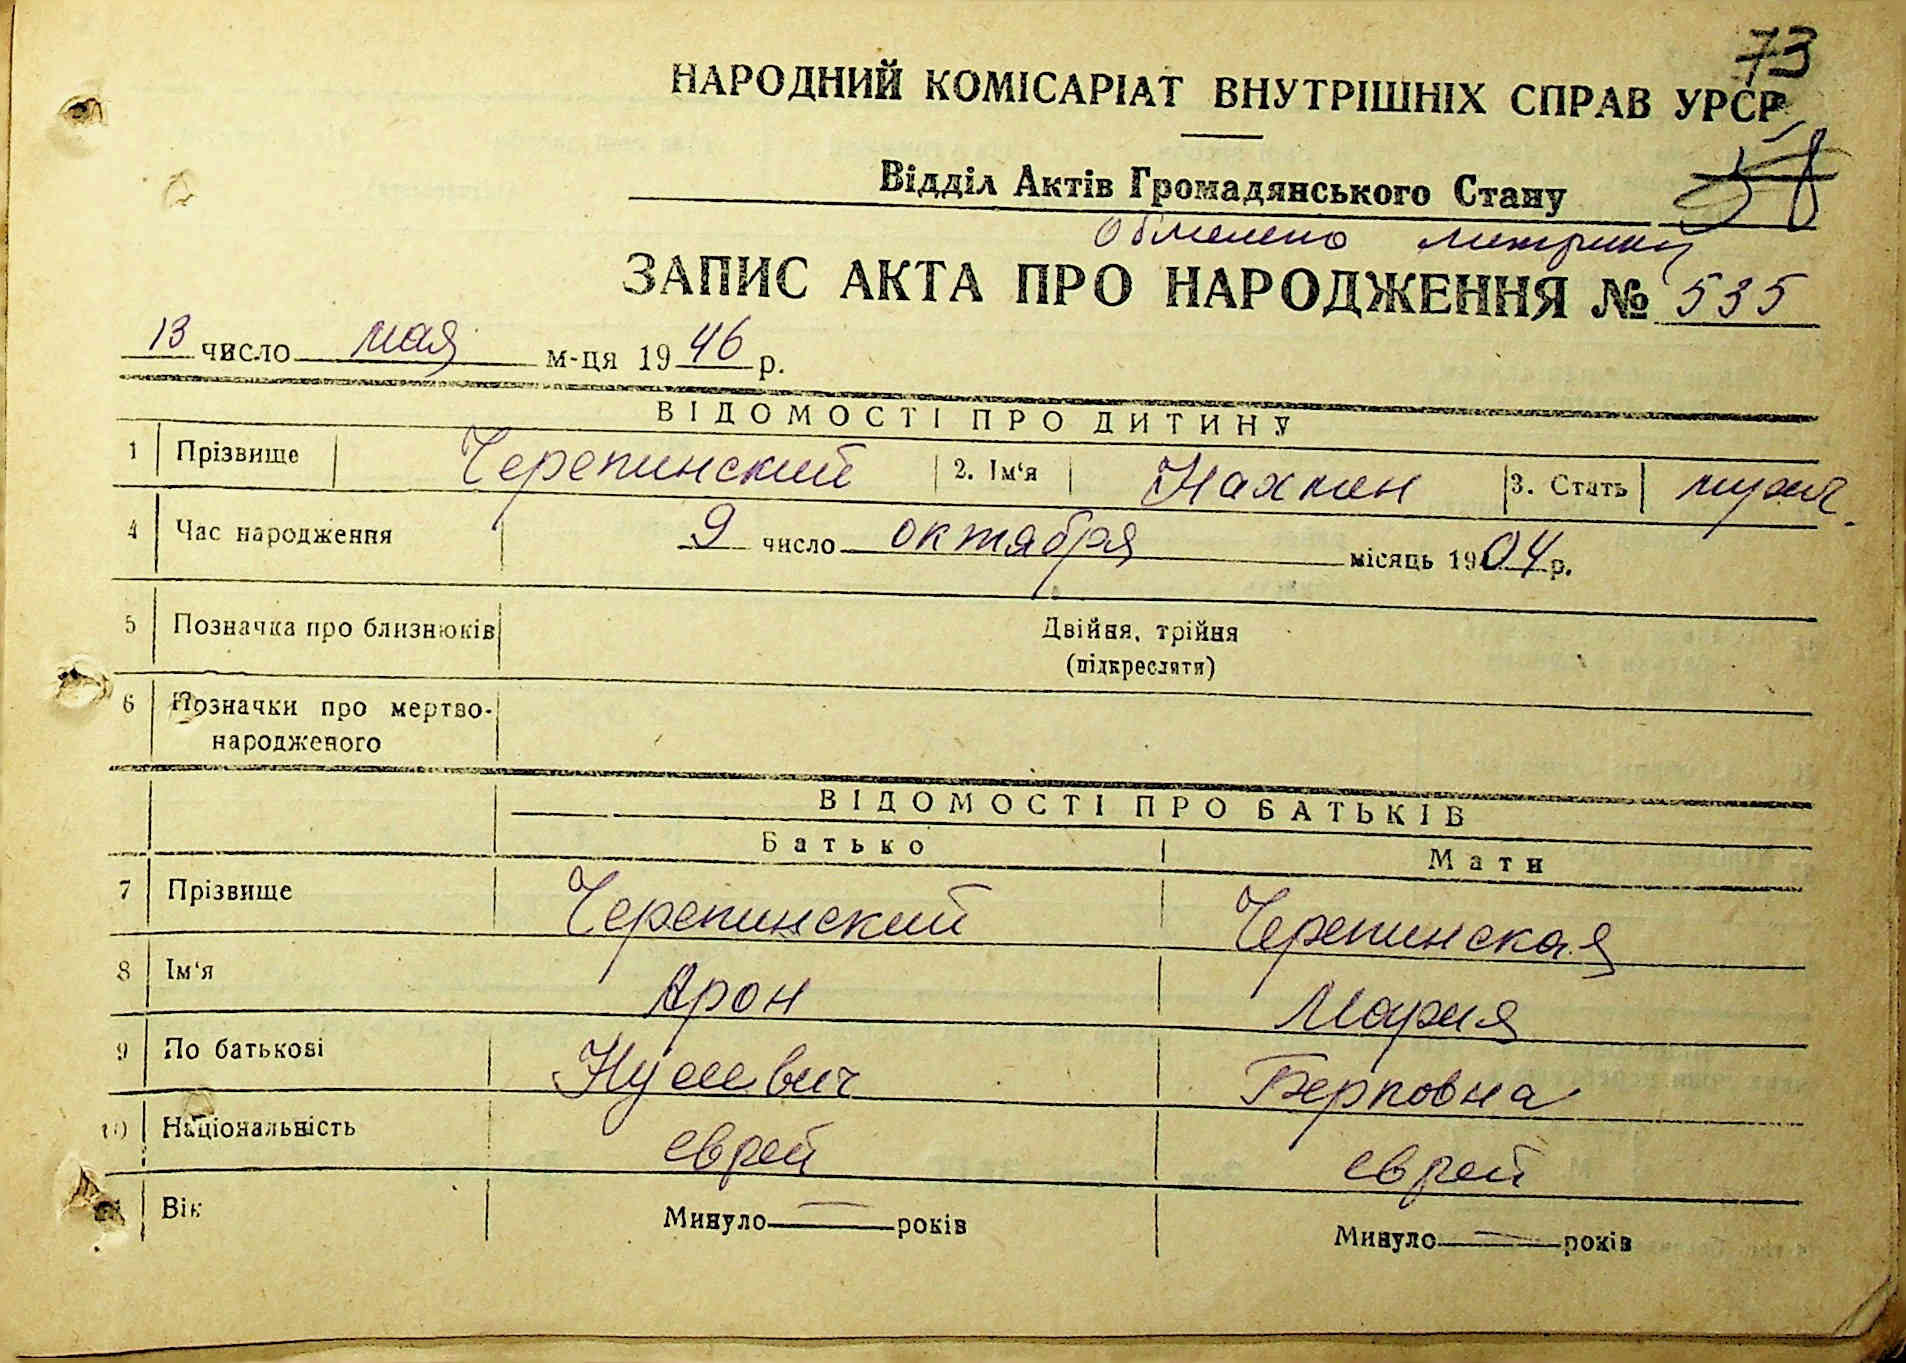 73
НАРОДНИЙ КОМІСАРІАТ ВНУТРІШНІХ СПРАВ УРСР
Відділ Актів Громадянського Стану 58
ЗАПИС АКТА ПРО НАРОДЖЕННЯ № 535
13 число мая м-ця 1946 р.
ВІДОМОСТІ ПРО ДИТИНУ
1 Прізвище Черепинский 2. Ім‘я Нахман 3. Стать муж.
4 Час народження 9 число октября місяць 1904 р.
5 Позначка про близнюків Двійня, трійня
(підкреслити)
6 Позначки про мертво-
народженого
ВІДОМОСТІ ПРО БАТЬКІВ
Батько Мати
7 Прізвище Черепинский Черепинская
8 Ім‘я Арон Мария
9 По батькові Берковна
10 Національність еврей еврей
11 Вік Минуло — років Минуло — років